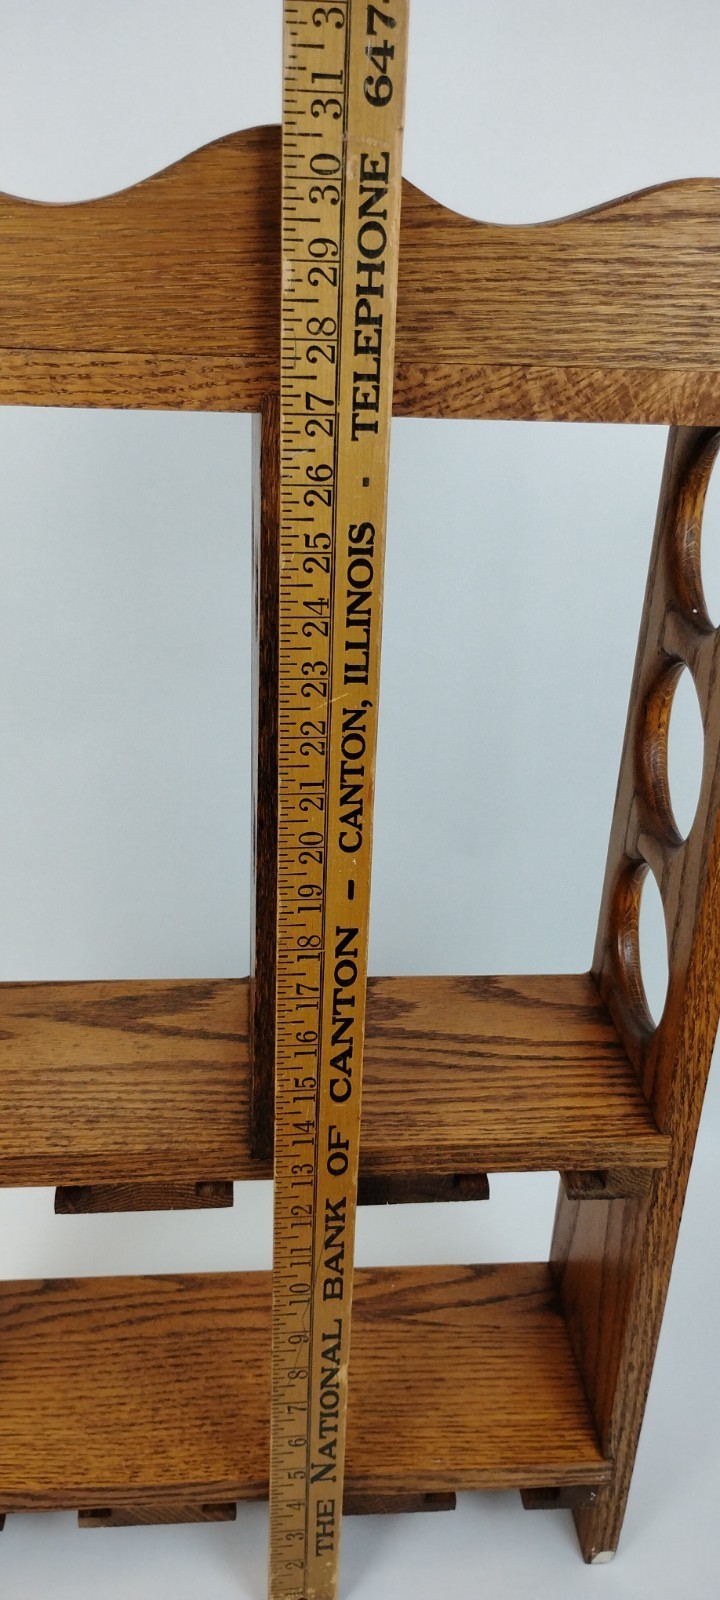 THE NATIONAL BANK OF CANTON – CANTON, ILLINOIS · TELEPHONE 647-
2 3 4 5 6 7 8 9 10 11 12 13 14 15 16 17 18 19 20 21 22 23 24 25 26 27 28 29 30 31 3